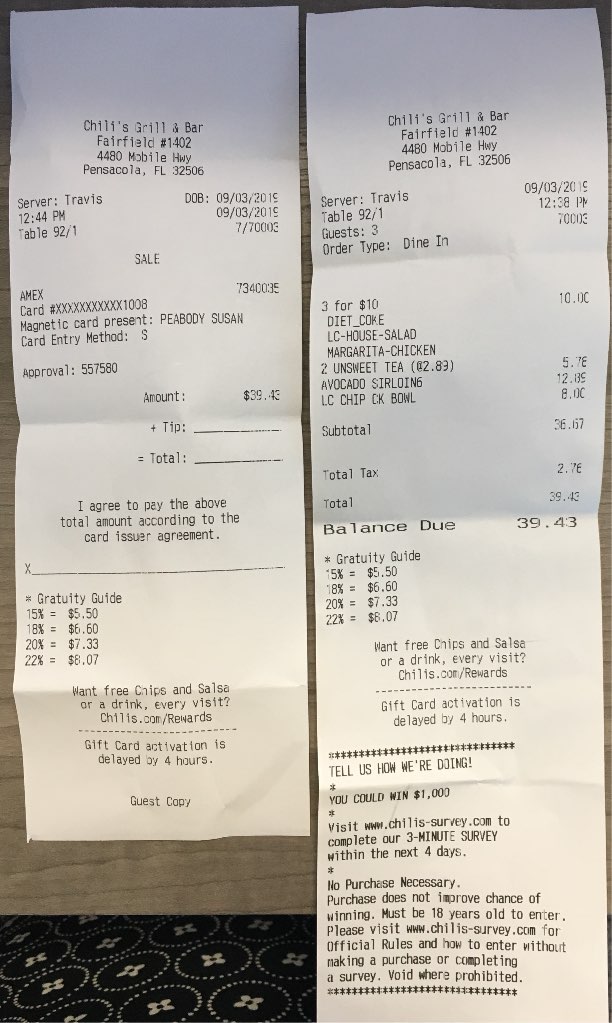 Chili's Grill & Bar
Fairfield #1402
4480 Mobile Hwy
Pensacola, FL 32506
Server: Travis DOB: 09/03/2019
12:44 PM 09/03/2019
Table 92/1 7/70003
SALE
AMEX 7340035
Card #XXXXXXXXXXX1008
Magnetic card present: PEABODY SUSAN
Card Entry Method: S
Approval: 557580
Amount: $39.43
+ Tip: ____________
= Total: ____________
I agree to pay the above
total amount according to the
card issuer agreement.
X________________________________
* Gratuity Guide
15% = $5.50
18% = $6.60
20% = $7.33
22% = $8.07
Want free Chips and Salsa
or a drink, every visit?
Chilis.com/Rewards
------------------------
Gift Card activation is
delayed by 4 hours.
Guest Copy
Chili's Grill & Bar
Fairfield #1402
4480 Mobile Hwy
Pensacola, FL 32506
Server: Travis 09/03/2019
Table 92/1 12:38 PM
Guests: 3 70003
Order Type: Dine In
3 for $10 10.00
DIET_COKE
LC-HOUSE-SALAD
MARGARITA-CHICKEN
2 UNSWEET TEA (@2.89) 5.78
AVOCADO SIRLOIN6 12.89
LC CHIP CK BOWL 8.00
Subtotal 36.67
Total Tax 2.76
Total 39.43
Balance Due 39.43
* Gratuity Guide
15% = $5.50
18% = $6.60
20% = $7.33
22% = $8.07
Want free Chips and Salsa
or a drink, every visit?
Chilis.com/Rewards
------------------------
Gift Card activation is
delayed by 4 hours.
*******************************
TELL US HOW WE'RE DOING!
*
YOU COULD WIN $1,000
*
Visit www.chilis-survey.com to
complete our 3-MINUTE SURVEY
within the next 4 days.
*
No Purchase Necessary.
Purchase does not improve chance of
winning. Must be 18 years old to enter.
Please visit www.chilis-survey.com for
Official Rules and how to enter without
making a purchase or completing
a survey. Void where prohibited.
*******************************